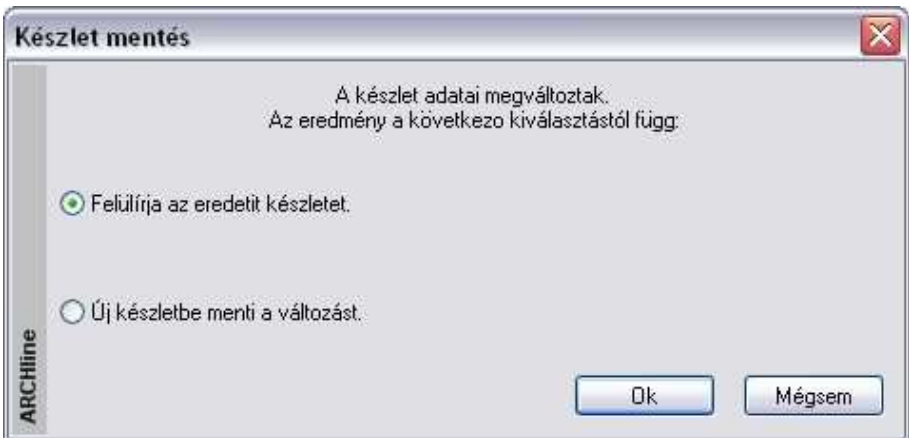 Készlet mentés
A készlet adatai megváltoztak.
Az eredmény a következo kiválasztástól függ:
Felülírja az eredetit készletet.
Új készletbe menti a változást.
ARCHline
Ok
Mégsem